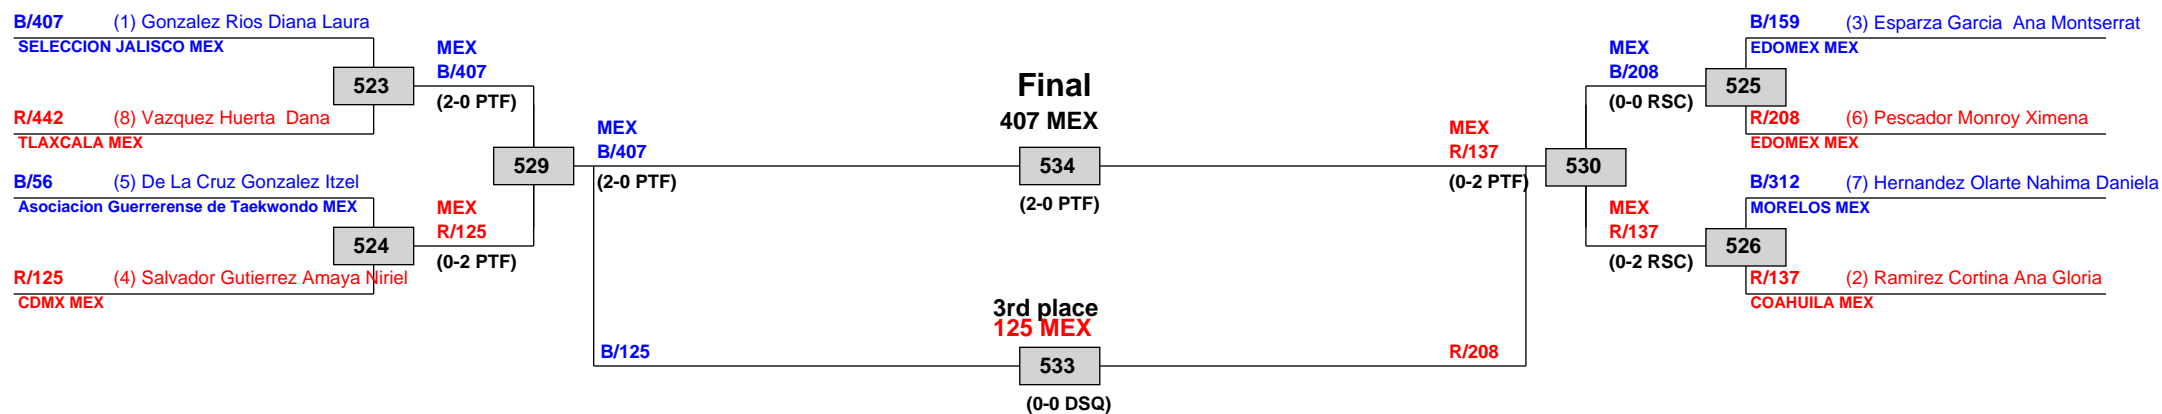 B/407 (1) Gonzalez Rios Diana Laura
SELECCION JALISCO MEX
523
R/442 (8) Vazquez Huerta  Dana
TLAXCALA MEX
MEX
B/407
(2-0 PTF)
B/56 (5) De La Cruz Gonzalez Itzel
Asociacion Guerrerense de Taekwondo MEX
524
R/125 (4) Salvador Gutierrez Amaya Niriel
CDMX MEX
MEX
R/125
(0-2 PTF)
529
MEX
B/407
(2-0 PTF)
Final
407 MEX
534
(2-0 PTF)
3rd place
125 MEX
B/125
533
R/208
(0-0 DSQ)
MEX
R/137
(0-2 PTF)
530
MEX
B/208
(0-0 RSC)
B/159 (3) Esparza Garcia  Ana Montserrat
EDOMEX MEX
525
R/208 (6) Pescador Monroy Ximena
EDOMEX MEX
MEX
R/137
(0-2 RSC)
B/312 (7) Hernandez Olarte Nahima Daniela
MORELOS MEX
526
R/137 (2) Ramirez Cortina Ana Gloria
COAHUILA MEX